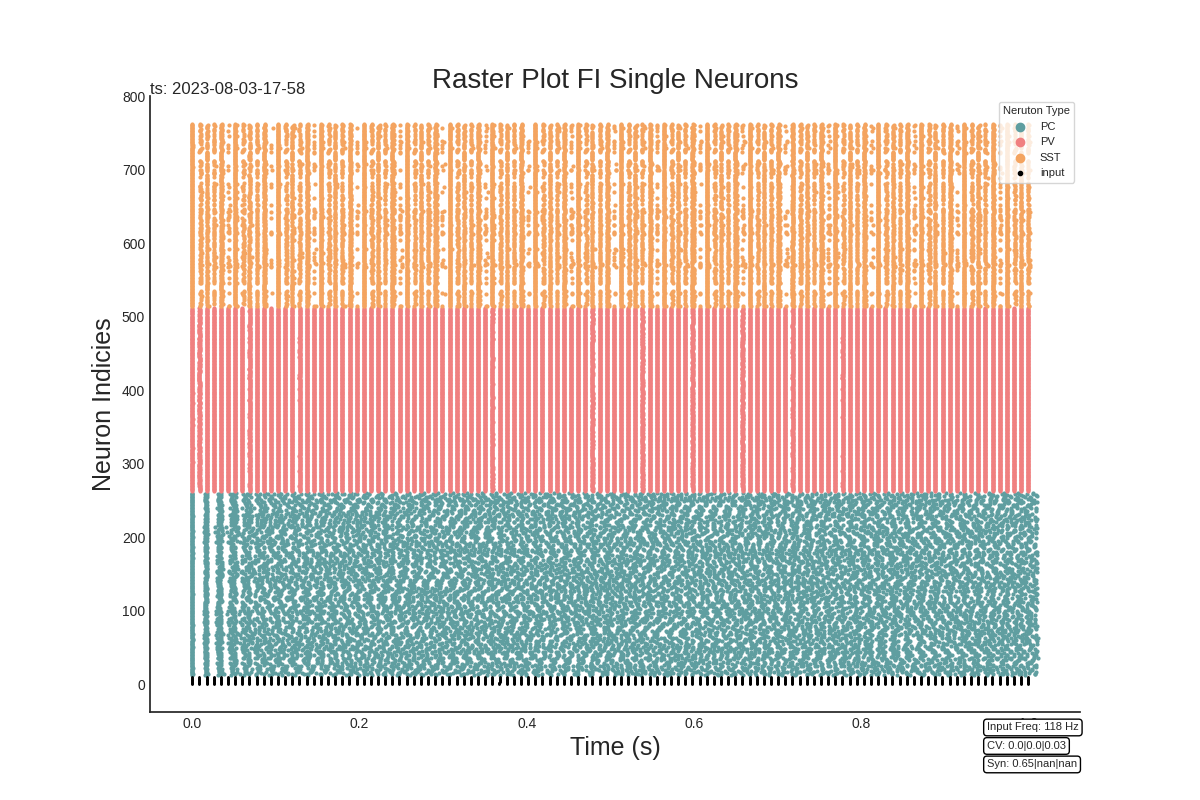 Raster Plot FI Single Neurons
ts: 2023-08-03-17-58
800
700
600
500
400
300
200
100
0
Neuron Indicies
Neruton Type
PC
PV
SST
input
0.0
0.2
0.4
0.6
0.8
Time (s)
Input Freq: 118 Hz
CV: 0.0|0.0|0.03
Syn: 0.65|nan|nan